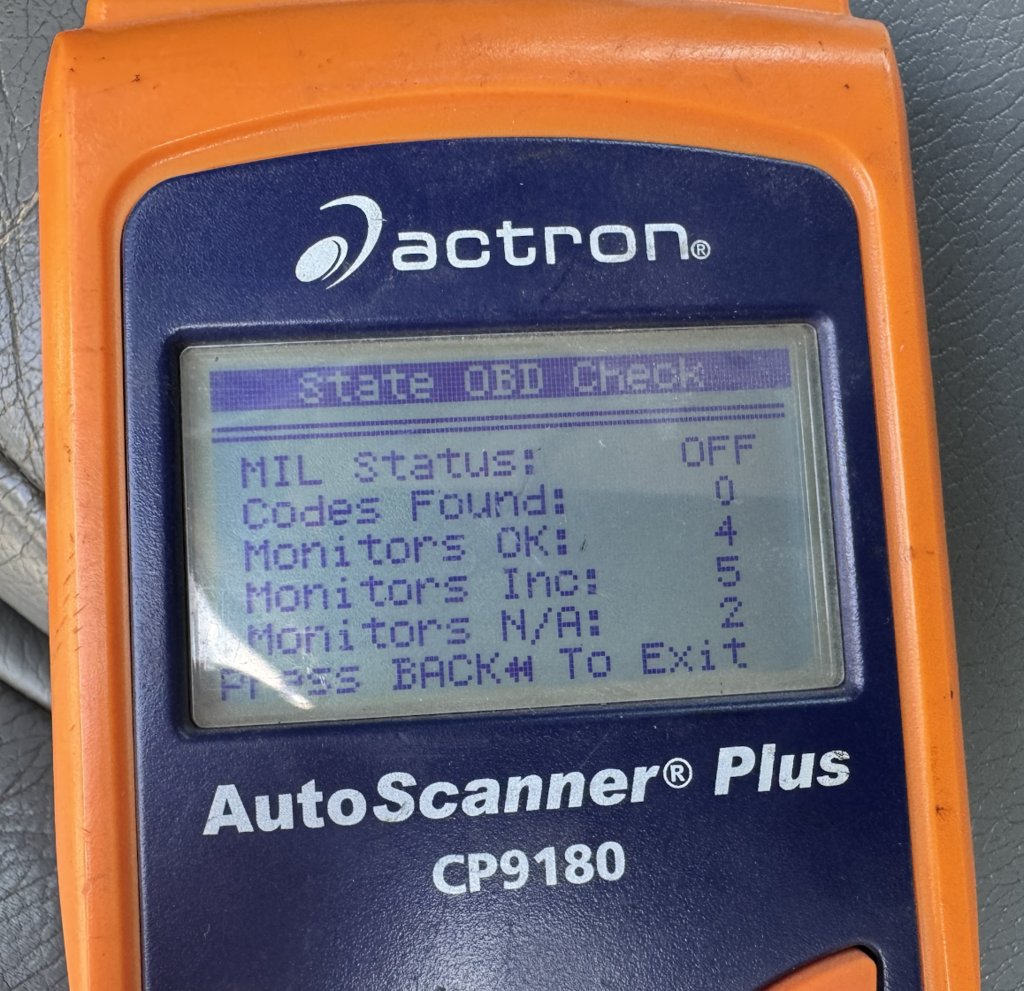 actron®
State OBD Check
MIL Status: OFF
Codes Found: 0
Monitors OK: 4
Monitors Inc: 5
Monitors N/A: 2
Press BACK To Exit
AutoScanner® Plus
CP9180